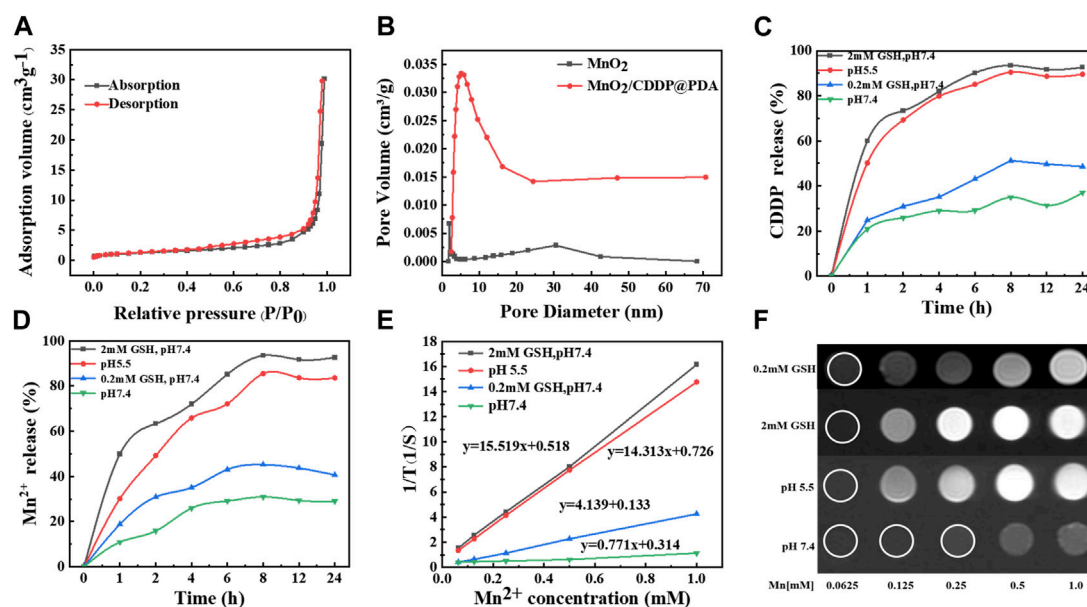 A
Adsorption volume (cm³g⁻¹)
35
30
25
20
15
10
5
0
Absorption
Desorption
0.0 0.2 0.4 0.6 0.8 1.0
Relative pressure (P/P0)
B
Pore Volume (cm³/g)
0.035
0.030
0.025
0.020
0.015
0.010
0.005
0.000
MnO₂
MnO₂/CDDP@PDA
0 10 20 30 40 50 60 70
Pore Diameter (nm)
C
CDDP release (%)
100
80
60
40
20
0
2mM GSH,pH7.4
pH5.5
0.2mM GSH,pH7.4
pH7.4
0 1 2 4 6 8 12 24
Time (h)
D
Mn²⁺ release (%)
100
80
60
40
20
0
2mM GSH, pH7.4
pH5.5
0.2mM GSH, pH7.4
pH7.4
0 1 2 4 6 8 12 24
Time (h)
E
1/T (1/S)
18
16
14
12
10
8
6
4
2
0
2mM GSH,pH7.4
pH 5.5
0.2mM GSH,pH7.4
pH7.4
y=15.519x+0.518
y=14.313x+0.726
y=4.139+0.133
y=0.771x+0.314
0.0 0.2 0.4 0.6 0.8 1.0
Mn²⁺ concentration (mM)
F
0.2mM GSH
2mM GSH
pH 5.5
pH 7.4
Mn[mM] 0.0625 0.125 0.25 0.5 1.0